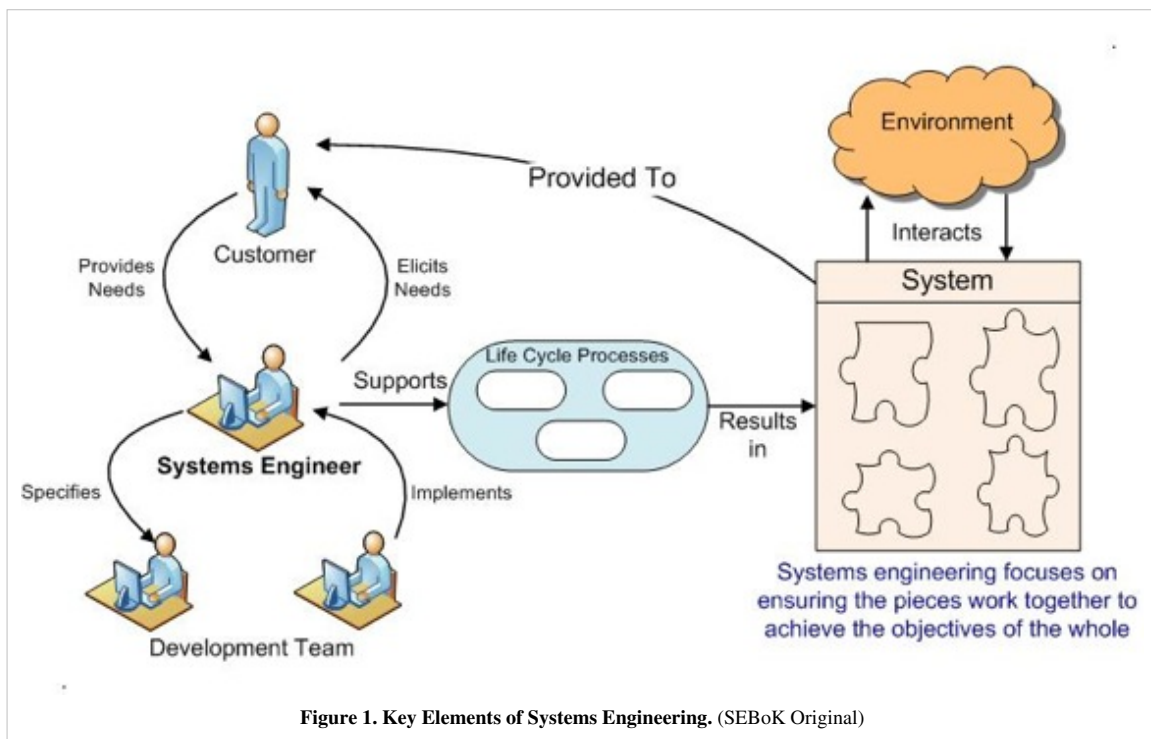 Environment
Provided To
Interacts
Customer
Provides
Needs
Elicits
Needs
System
Life Cycle Processes
Supports
Results
in
Systems Engineer
Specifies
Implements
Development Team
Systems engineering focuses on
ensuring the pieces work together to
achieve the objectives of the whole
Figure 1. Key Elements of Systems Engineering. (SEBoK Original)